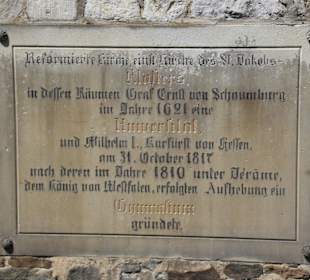 Reformierte Kirche einst Kirche des St. Jakobs-
Klosters
in dessen Räumen Graf Ernst von Schaumburg
im Jahre 1621 eine
Universität
und Wilhelm I., Kurfürst von Hessen,
am 31. October 1817
nach deren im Jahre 1810 unter Jerôme,
dem König von Westfalen, erfolgten Aufhebung ein
Gymnasium
gründete.